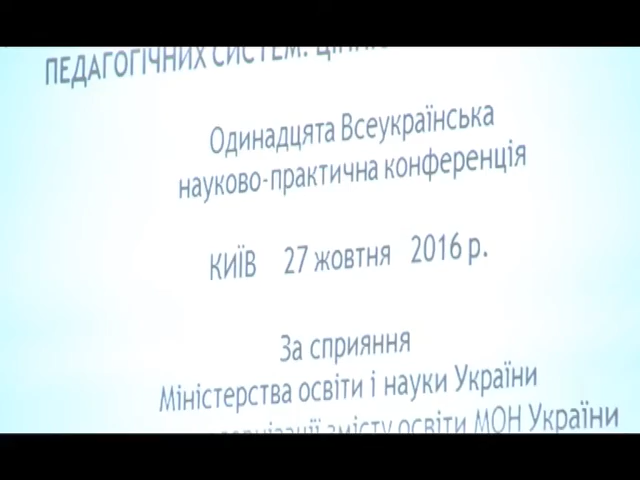 ПЕДАГОГІЧНИХ СИСТЕМ:
Одинадцята Всеукраїнська
науково-практична конференція
КИЇВ 27 жовтня 2016 р.
За сприяння
Міністерства освіти і науки України
змісту освіти МОН України